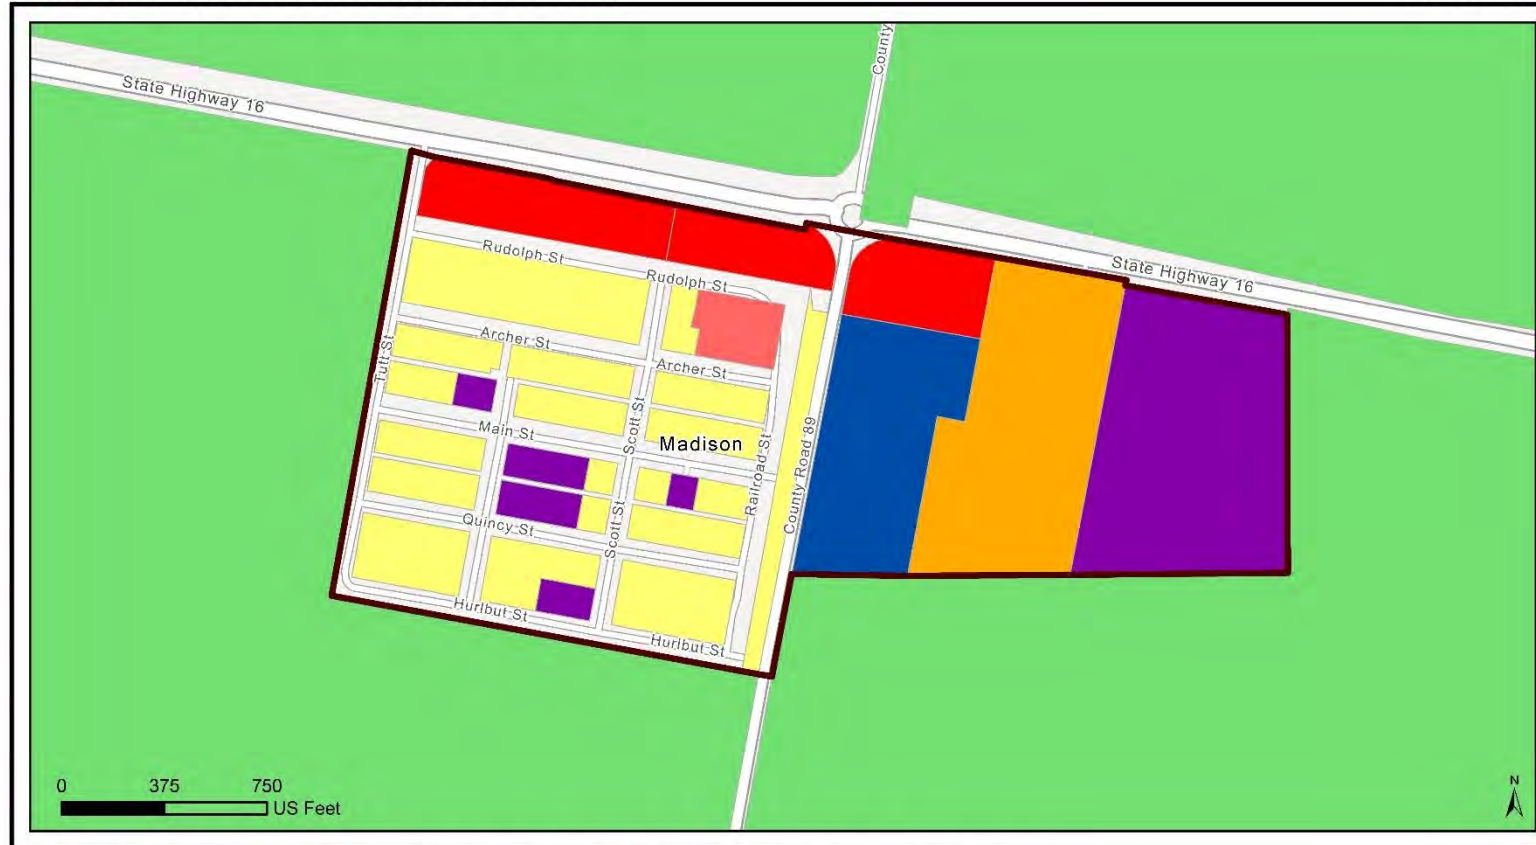 County
State Highway 16
State Highway 16
Rudolph St
Rudolph St
Archer St
Archer St
Tutt St
Scott St
Main St
Madison
Railroad St
County Road 89
Quincy St
Scott St
Hurlbut St
Hurlbut St
0 375 750
US Feet
N